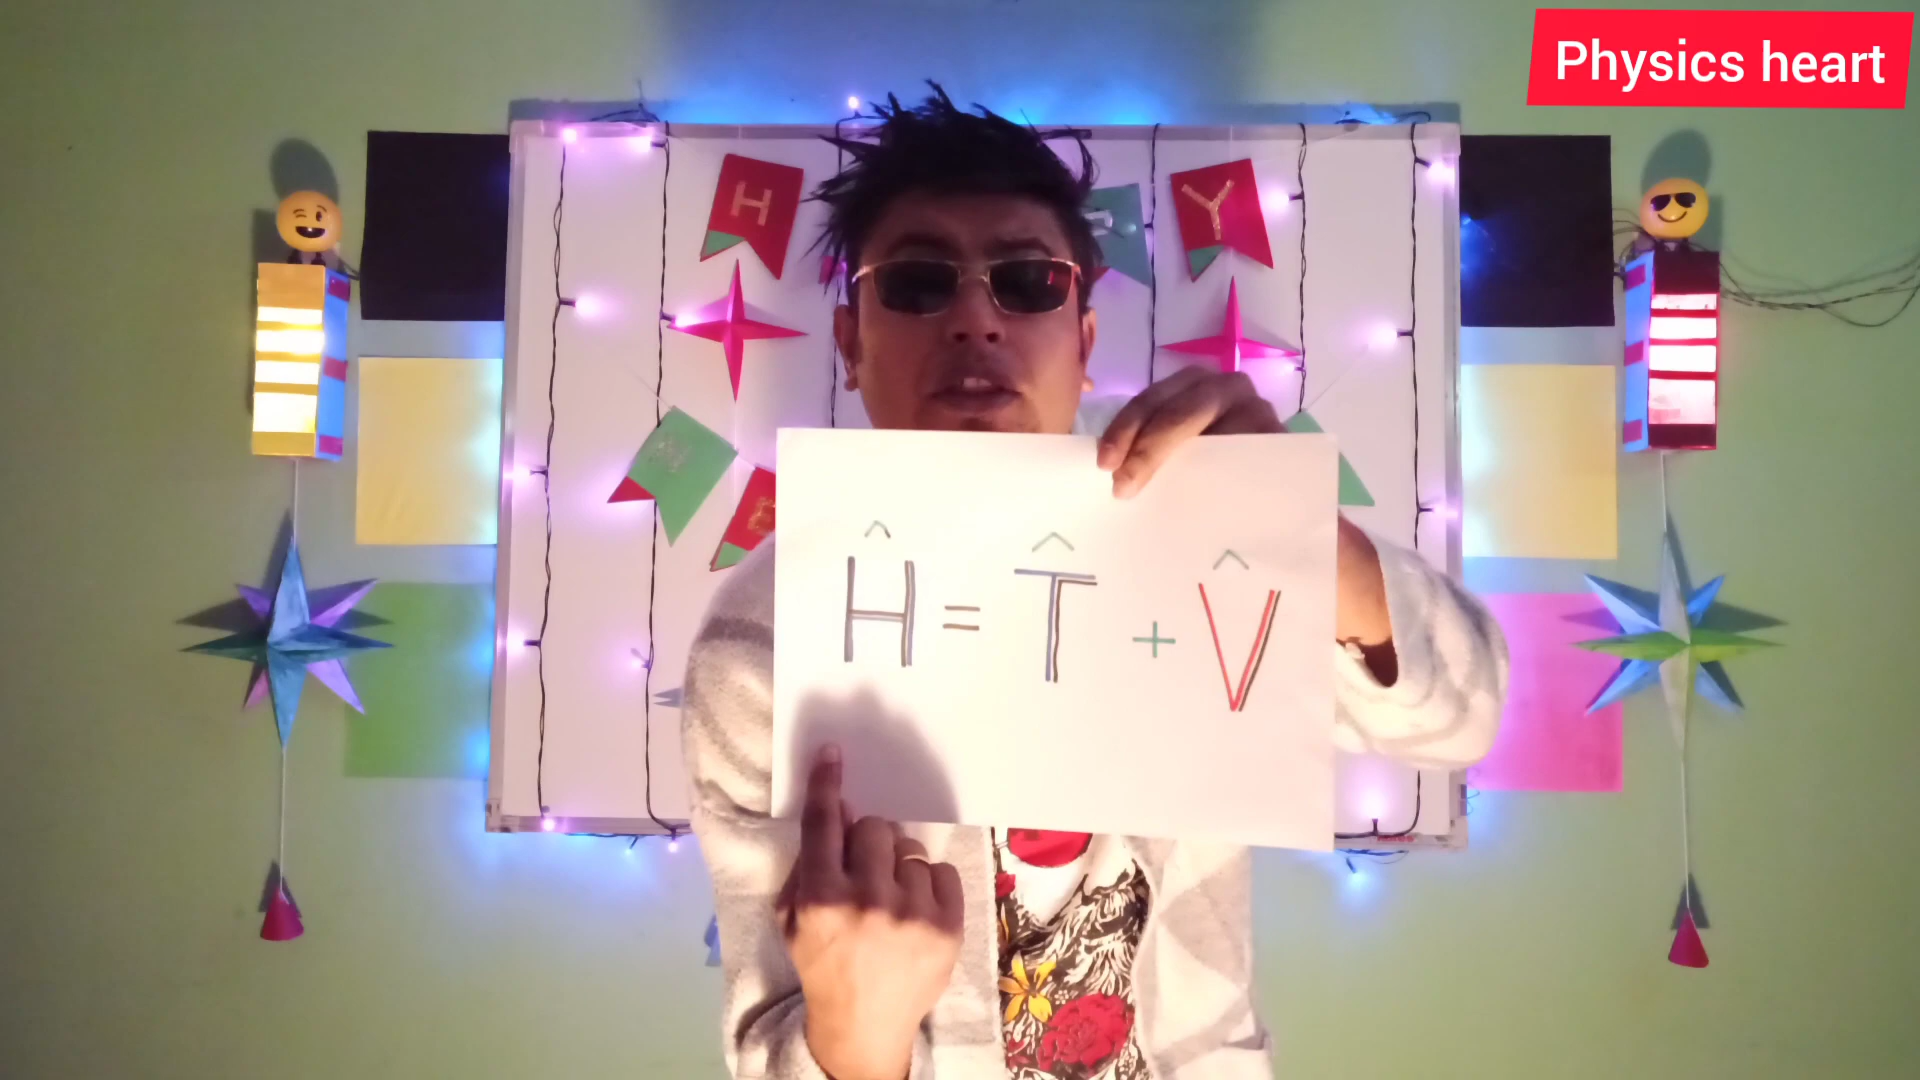 Physics heart
H Y
Ĥ = T̂ + V̂